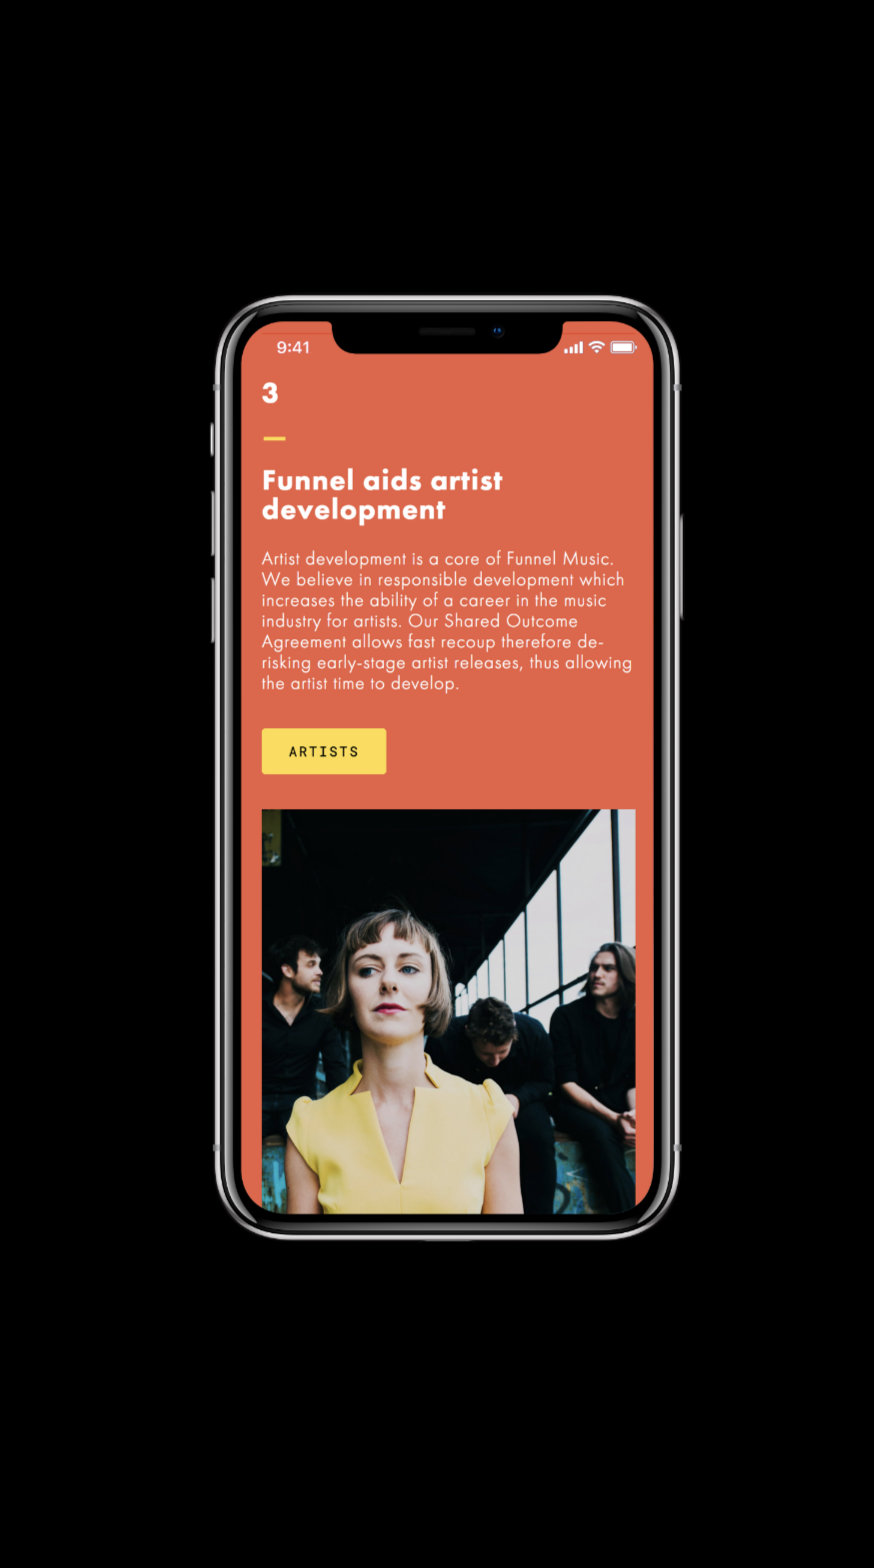 9:41
3
Funnel aids artist
development
Artist development is a core of Funnel Music.
We believe in responsible development which
increases the ability of a career in the music
industry for artists. Our Shared Outcome
Agreement allows fast recoup therefore de-
risking early-stage artist releases, thus allowing
the artist time to develop.
ARTISTS